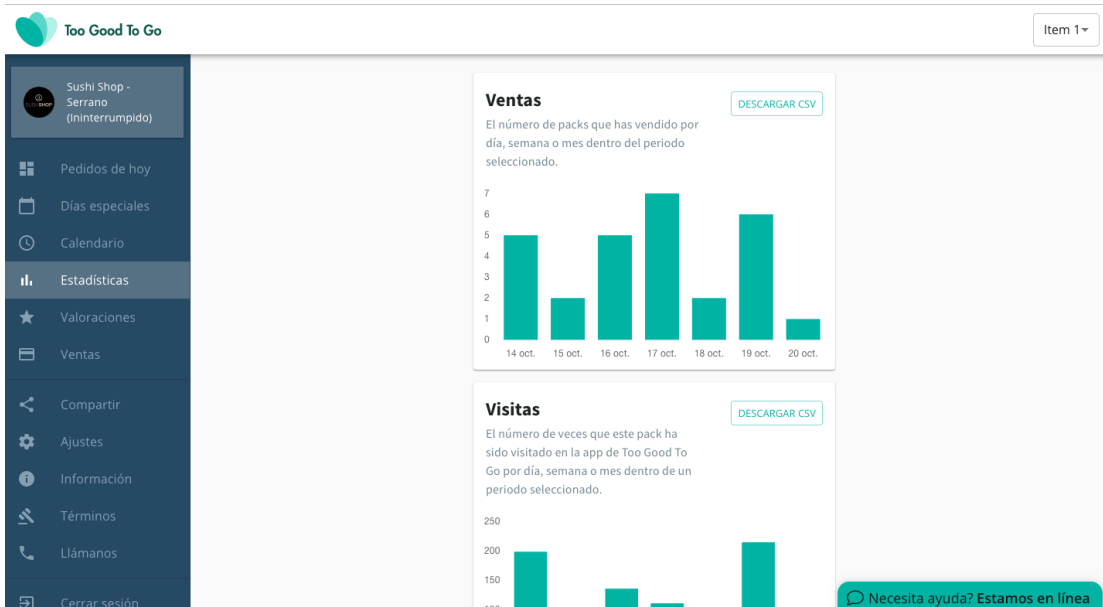 Too Good To Go
Item 1
Sushi Shop -
Serrano
(Ininterrumpido)
Pedidos de hoy
Días especiales
Calendario
Estadísticas
Valoraciones
Ventas
Compartir
Ajustes
Información
Términos
Llámanos
Cerrar sesión
Ventas
DESCARGAR CSV
El número de packs que has vendido por
día, semana o mes dentro del periodo
seleccionado.
7
6
5
4
3
2
1
0
14 oct. 15 oct. 16 oct. 17 oct. 18 oct. 19 oct. 20 oct.
Visitas
DESCARGAR CSV
El número de veces que este pack ha
sido visitado en la app de Too Good To
Go por día, semana o mes dentro de un
periodo seleccionado.
250
200
150
Necesita ayuda? Estamos en línea